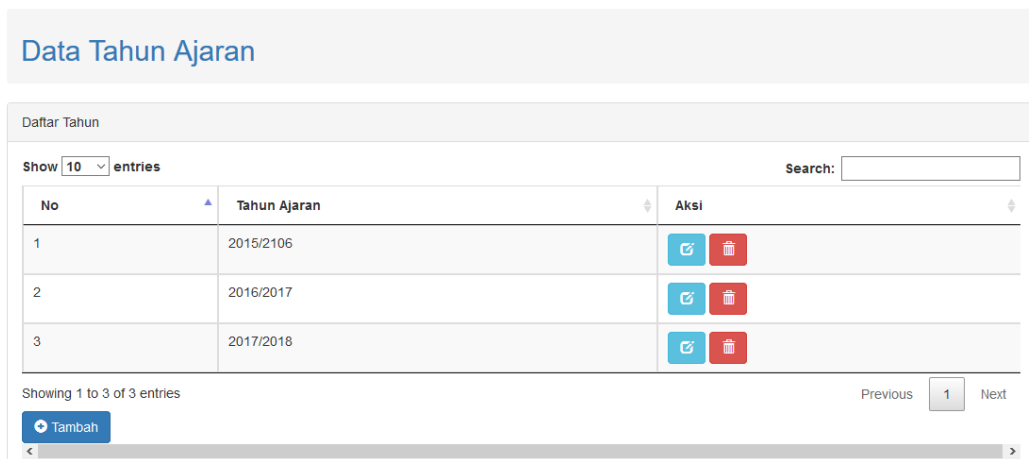 Data Tahun Ajaran
Daftar Tahun
Show 10 entries Search:
No Tahun Ajaran Aksi
1 2015/2106
2 2016/2017
3 2017/2018
Showing 1 to 3 of 3 entries Previous 1 Next
Tambah